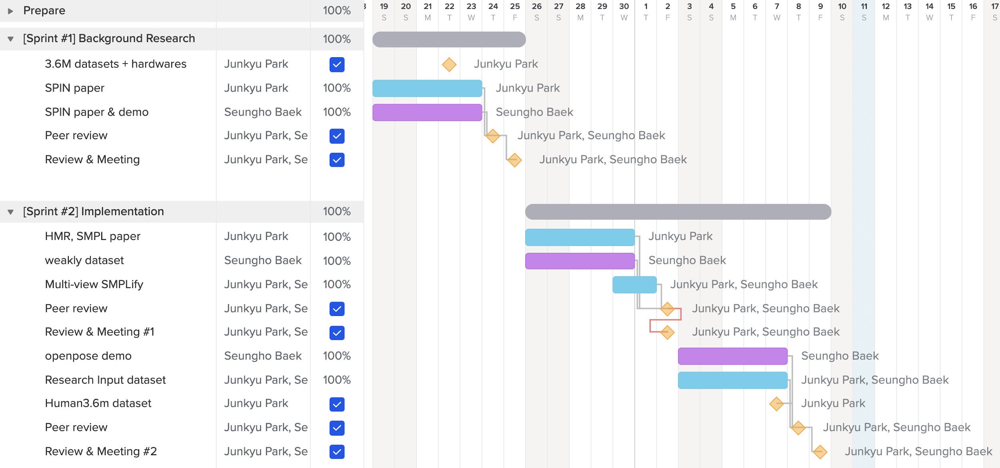 Prepare 100%
19 20 21 22 23 24 25 26 27 28 29 30 1 2 3 4 5 6 7 8 9 10 11 12 13 14 15 16 17
S S M T W T F S S M T W T F S S M T W T F S S M T W T F S
[Sprint #1] Background Research 100%
3.6M datasets + hardwares Junkyu Park Junkyu Park
SPIN paper Junkyu Park 100% Junkyu Park
SPIN paper & demo Seungho Baek 100% Seungho Baek
Peer review Junkyu Park, Se Junkyu Park, Seungho Baek
Review & Meeting Junkyu Park, Se Junkyu Park, Seungho Baek
[Sprint #2] Implementation 100%
HMR, SMPL paper Junkyu Park 100% Junkyu Park
weakly dataset Seungho Baek 100% Seungho Baek
Multi-view SMPLify Junkyu Park, Se 100% Junkyu Park, Seungho Baek
Peer review Junkyu Park, Se Junkyu Park, Seungho Baek
Review & Meeting #1 Junkyu Park, Se Junkyu Park, Seungho Baek
openpose demo Seungho Baek 100% Seungho Baek
Research Input dataset Junkyu Park, Se 100% Junkyu Park, Seungho Baek
Human3.6m dataset Junkyu Park Junkyu Park
Peer review Junkyu Park, Se Junkyu Park, Seungho Baek
Review & Meeting #2 Junkyu Park, Se Junkyu Park, Seungho Baek